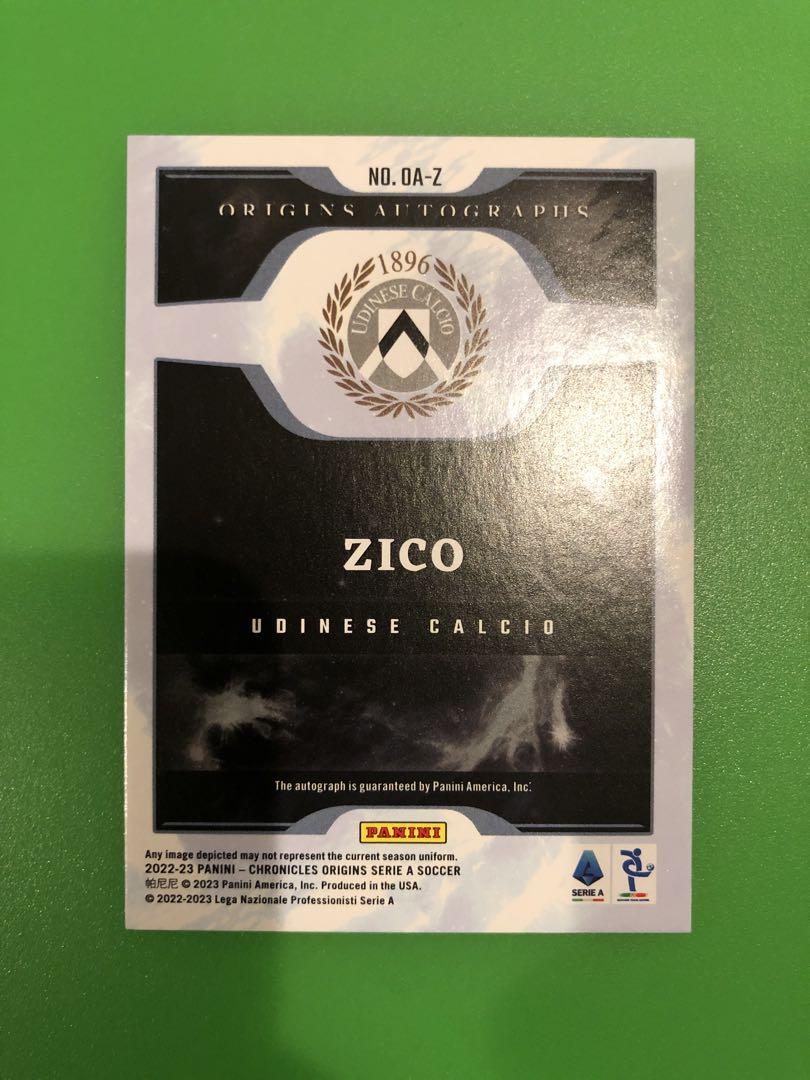 NO. OA-Z
ORIGINS AUTOGRAPHS
1896
UDINESE CALCIO
ZICO
UDINESE CALCIO
The autograph is guaranteed by Panini America, Inc.
PANINI
Any image depicted may not represent the current season uniform.
2022-23 PANINI – CHRONICLES ORIGINS SERIE A SOCCER
帕尼尼 © 2023 Panini America, Inc. Produced in the USA.
© 2022-2023 Lega Nazionale Professionisti Serie A
SERIE A